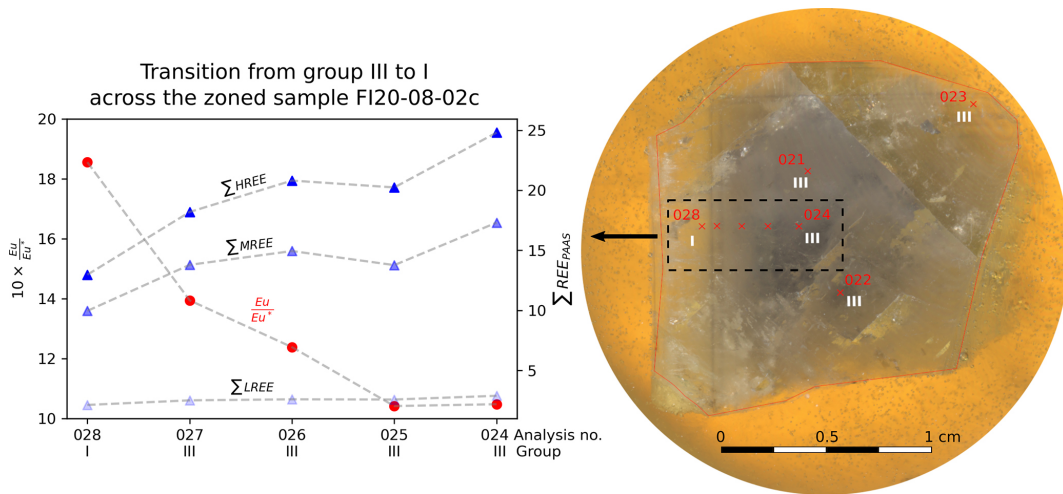 Transition from group III to I
across the zoned sample FI20-08-02c
20
18
16
14
12
10
10 × Eu/Eu*
25
20
15
10
5
∑REE_PAAS
∑HREE
∑MREE
Eu/Eu*
∑LREE
028 027 026 025 024 Analysis no.
I III III III III Group
023
III
021
III
028 024
I III
022
III
0 0.5 1 cm